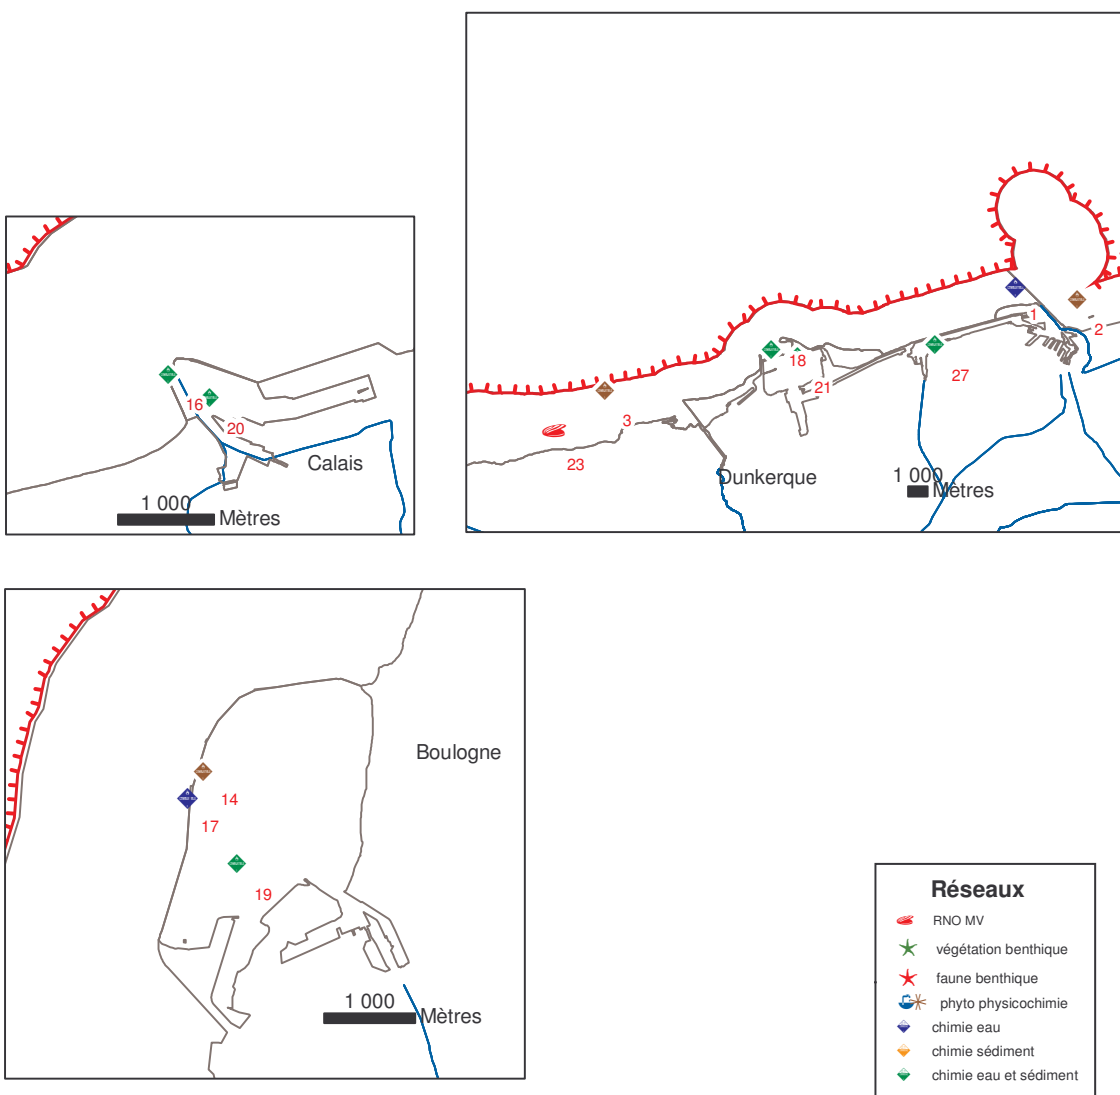 1
2
18
27
21
3
23
Dunkerque
1 000
Mètres
16
20
Calais
1 000
Mètres
Boulogne
14
17
19
1 000
Mètres
Réseaux
RNO MV
végétation benthique
faune benthique
phyto physicochimie
chimie eau
chimie sédiment
chimie eau et sédiment